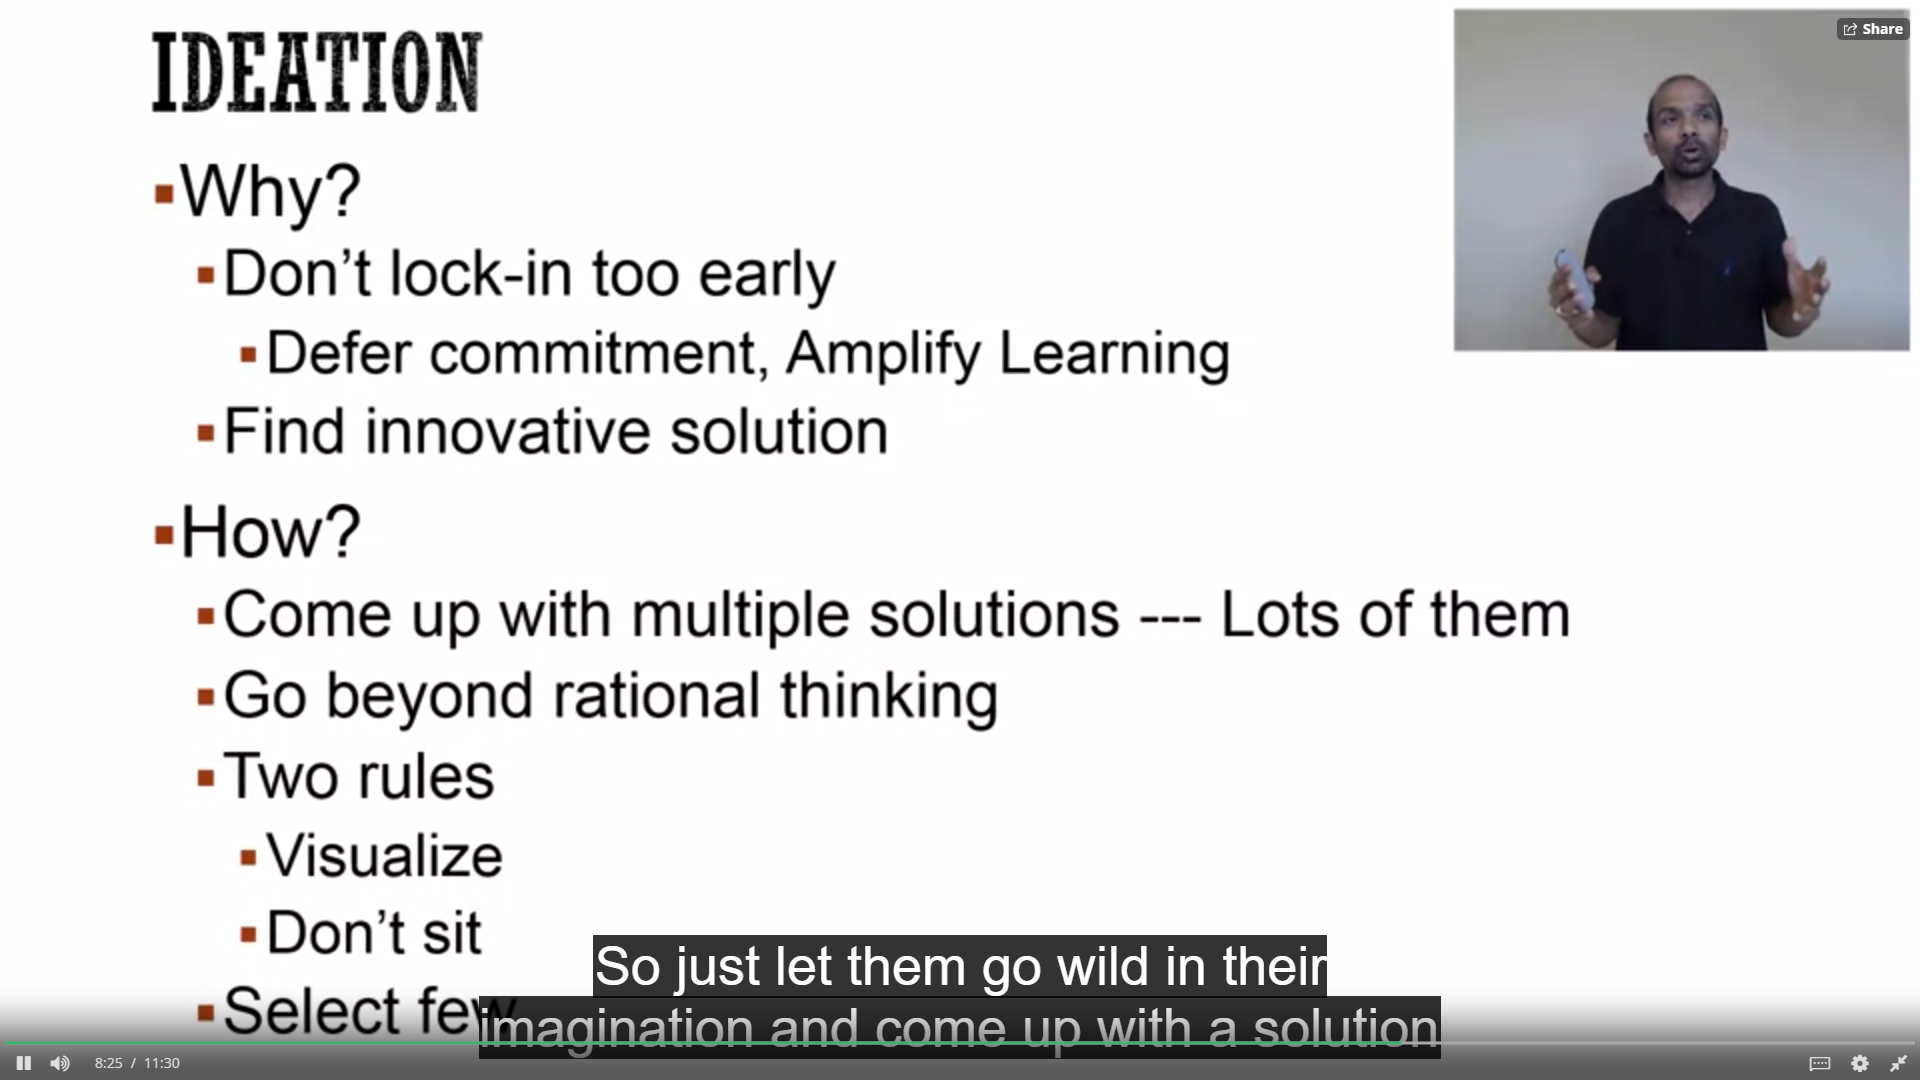 IDEATION
Share
Why?
Don't lock-in too early
Defer commitment, Amplify Learning
Find innovative solution
How?
Come up with multiple solutions --- Lots of them
Go beyond rational thinking
Two rules
Visualize
Don't sit
Select few
So just let them go wild in their
imagination and come up with a solution
8:25 / 11:30